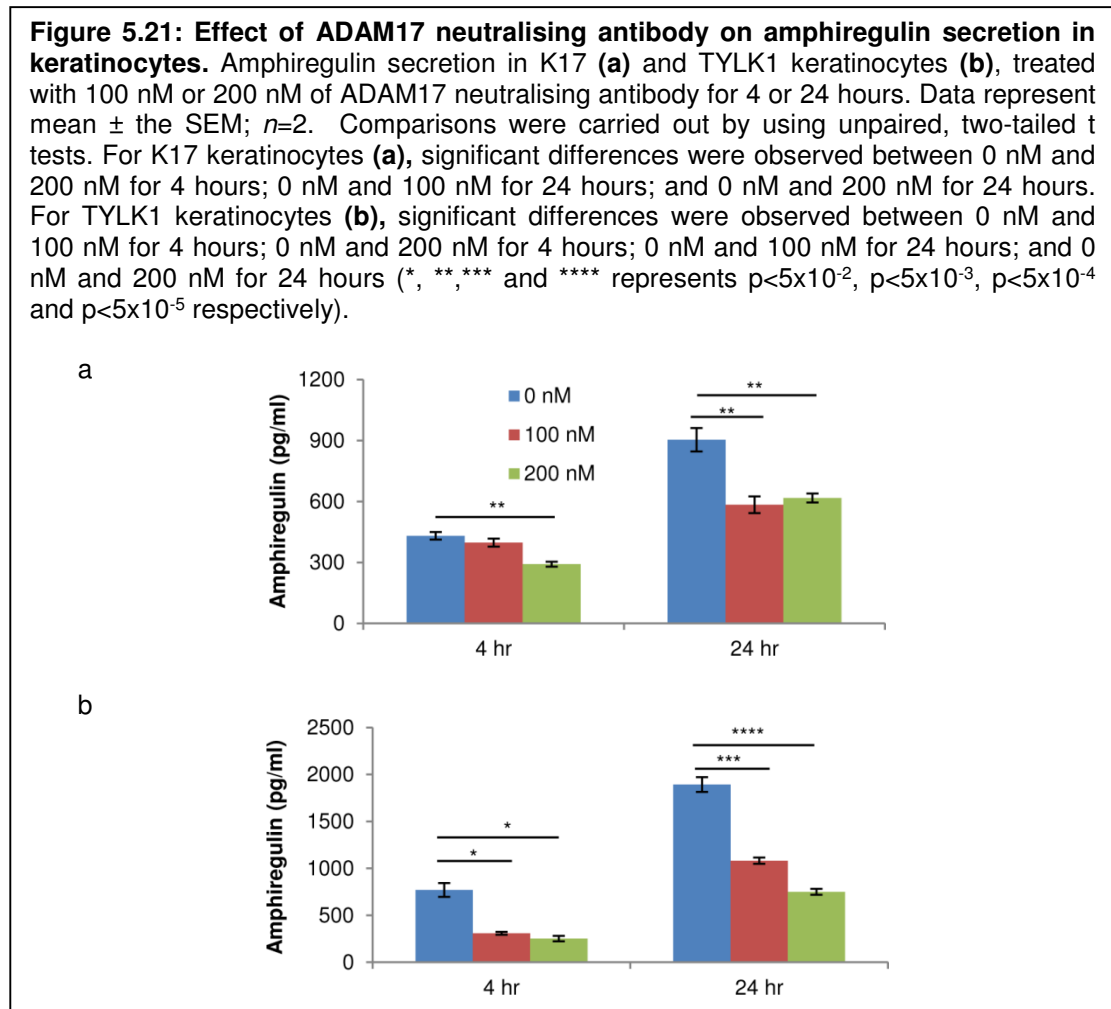 Figure 5.21: Effect of ADAM17 neutralising antibody on amphiregulin secretion in
keratinocytes. Amphiregulin secretion in K17 (a) and TYLK1 keratinocytes (b), treated
with 100 nM or 200 nM of ADAM17 neutralising antibody for 4 or 24 hours. Data represent
mean ± the SEM; n=2. Comparisons were carried out by using unpaired, two-tailed t
tests. For K17 keratinocytes (a), significant differences were observed between 0 nM and
200 nM for 4 hours; 0 nM and 100 nM for 24 hours; and 0 nM and 200 nM for 24 hours.
For TYLK1 keratinocytes (b), significant differences were observed between 0 nM and
100 nM for 4 hours; 0 nM and 200 nM for 4 hours; 0 nM and 100 nM for 24 hours; and 0
nM and 200 nM for 24 hours (*, **,*** and **** represents p<5x10⁻², p<5x10⁻³, p<5x10⁻⁴
and p<5x10⁻⁵ respectively).
a
Amphiregulin (pg/ml)
1200
900
600
300
0
0 nM
100 nM
200 nM
**
**
**
4 hr
24 hr
b
Amphiregulin (pg/ml)
2500
2000
1500
1000
500
0
*
*
****
***
4 hr
24 hr